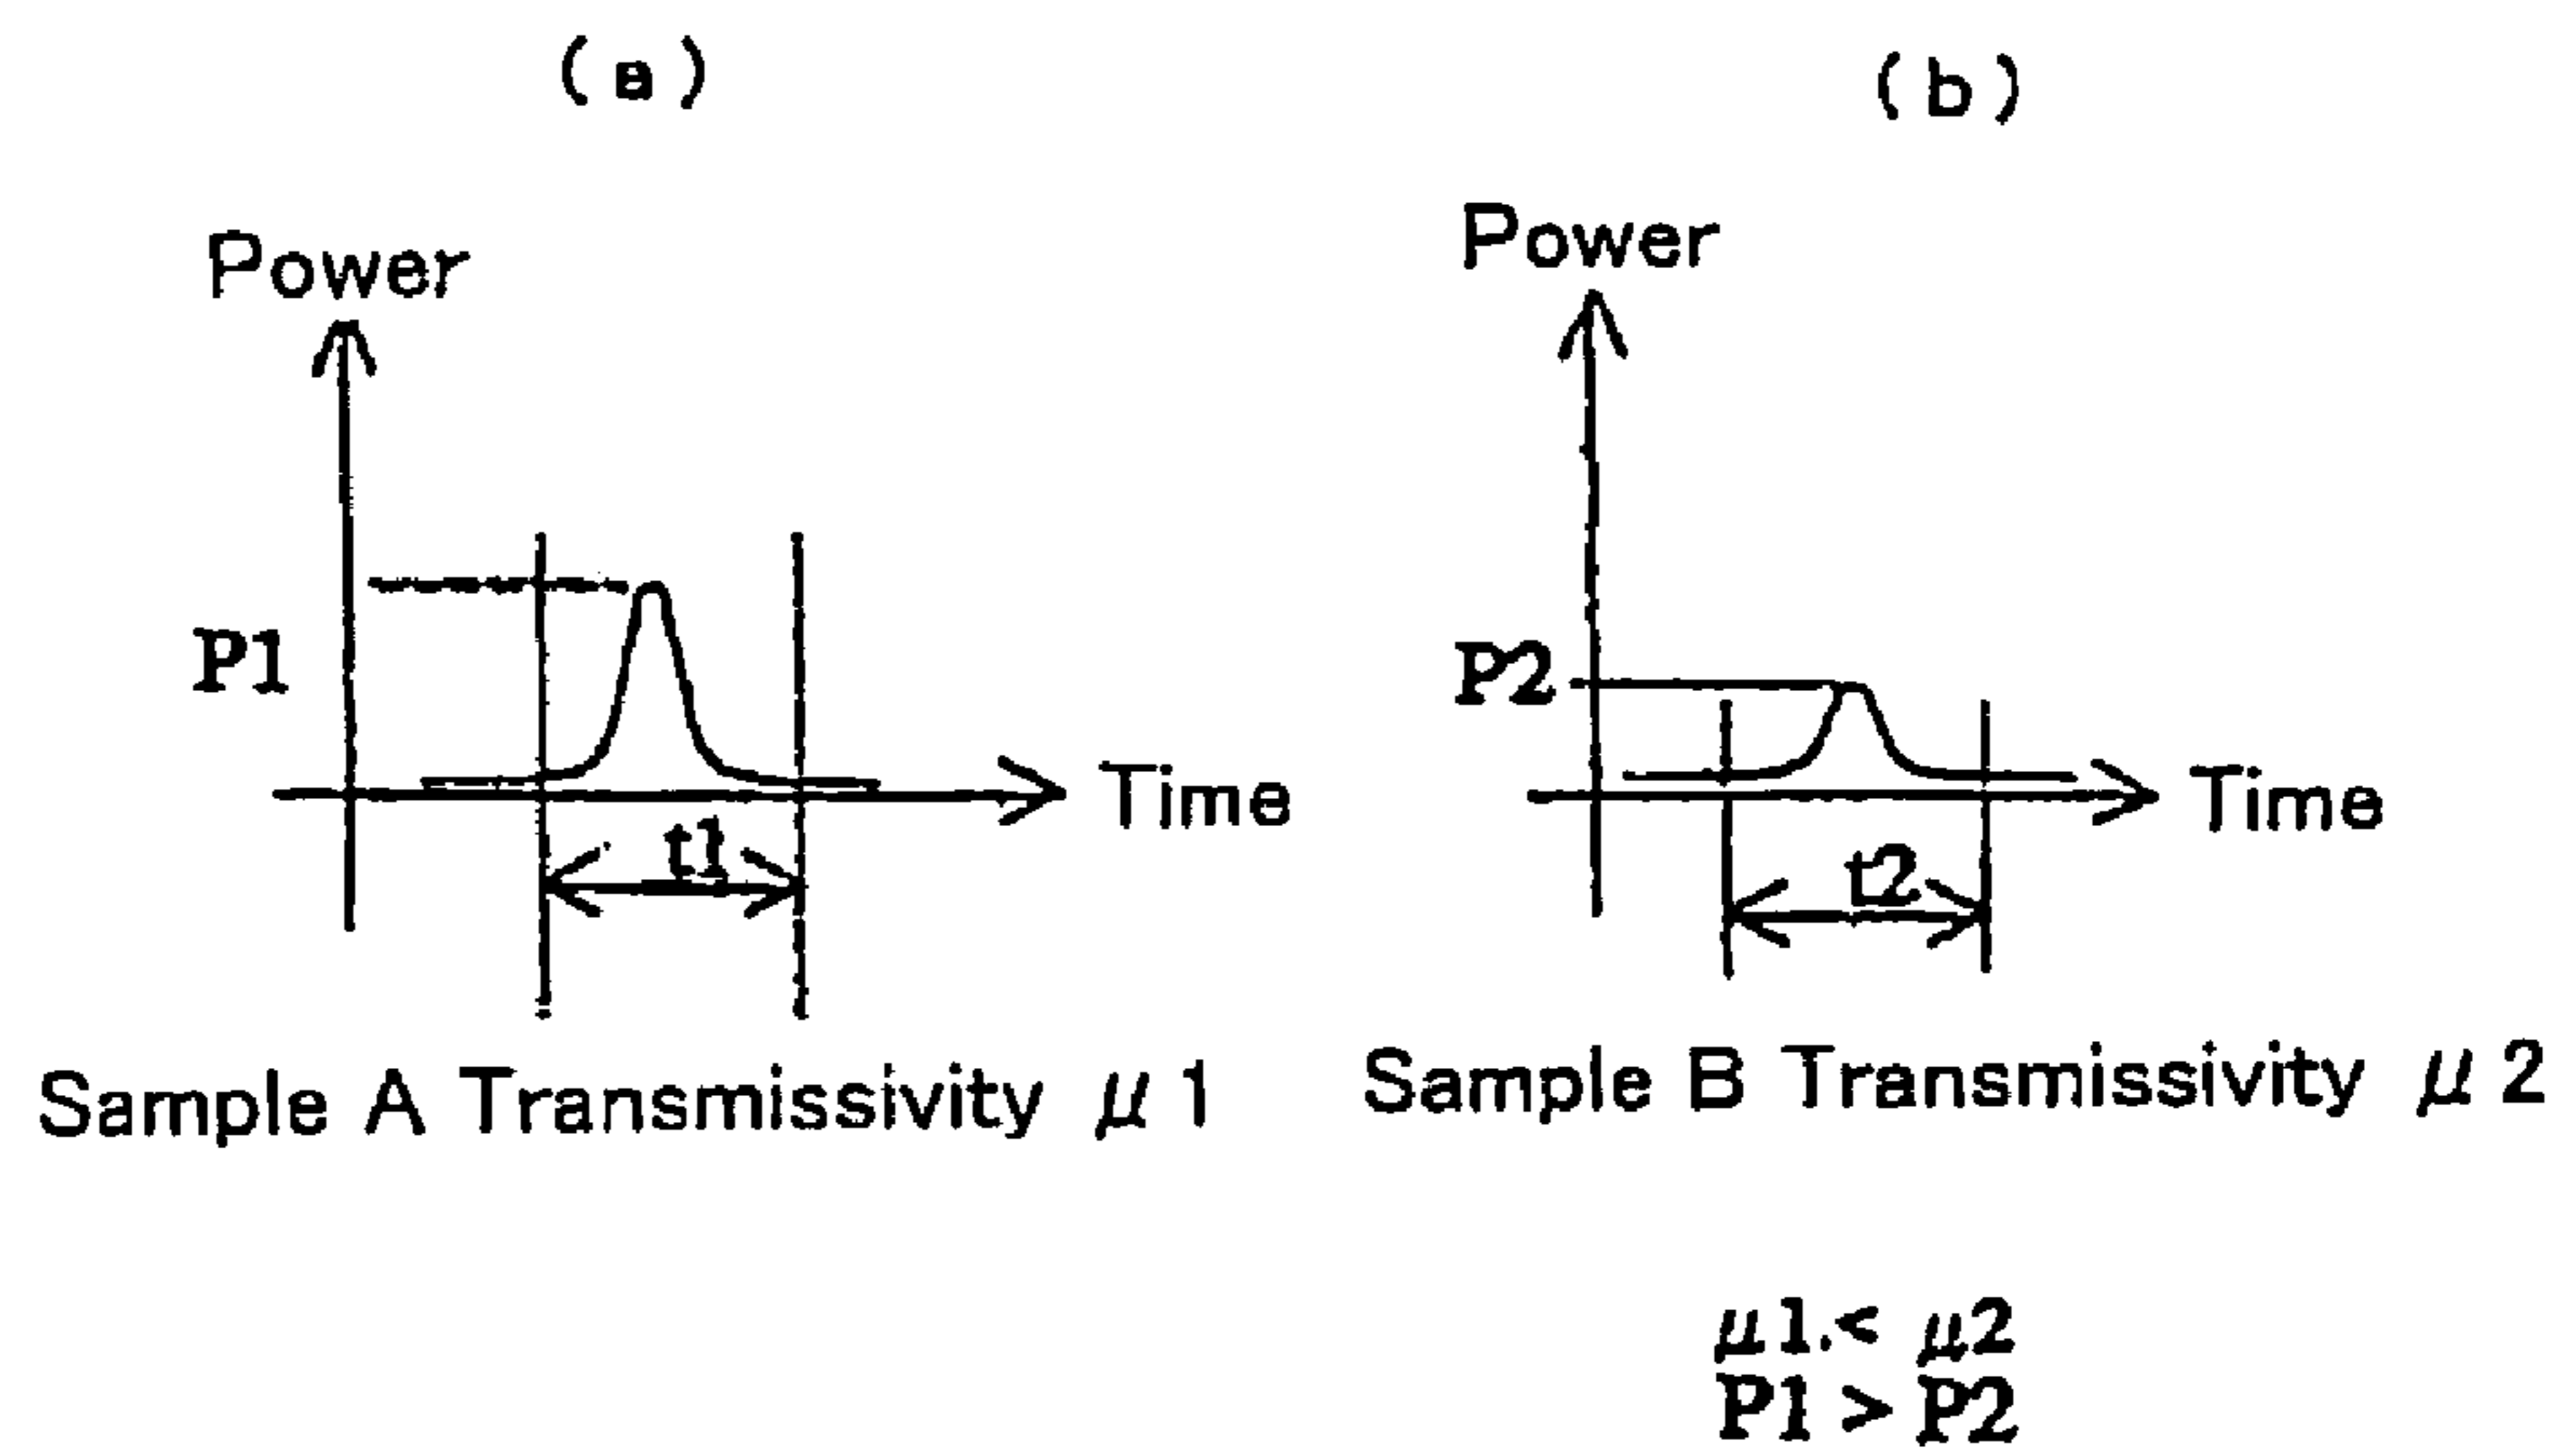 (a)
Power
P1
Time
t1
Sample A Transmissivity μ1
(b)
Power
P2
Time
t2
Sample B Transmissivity μ2
μ1.< μ2
P1 > P2